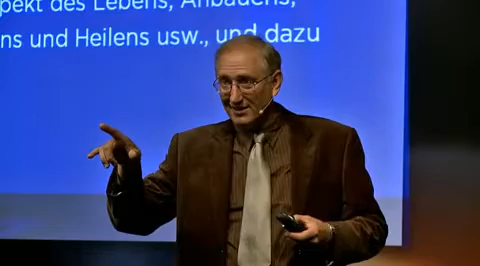 pekt des Lebens, Anbauens,
ns und Heilens usw., und dazu